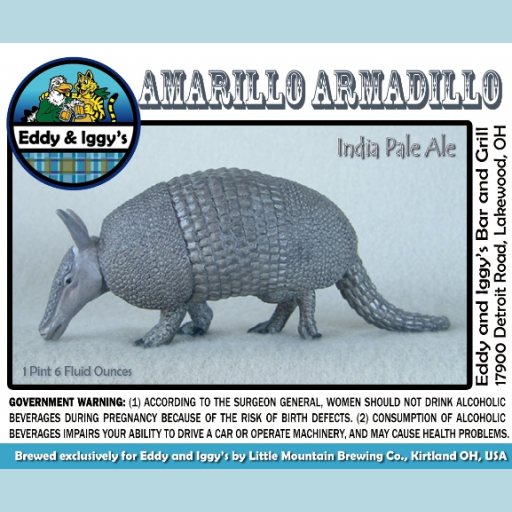 AMARILLO ARMADILLO
Eddy & Iggy's
India Pale Ale
Eddy and Iggy's Bar and Grill
17900 Detroit Road, Lakewood, OH
1 Pint 6 Fluid Ounces
GOVERNMENT WARNING: (1) ACCORDING TO THE SURGEON GENERAL, WOMEN SHOULD NOT DRINK ALCOHOLIC
BEVERAGES DURING PREGNANCY BECAUSE OF THE RISK OF BIRTH DEFECTS. (2) CONSUMPTION OF ALCOHOLIC
BEVERAGES IMPAIRS YOUR ABILITY TO DRIVE A CAR OR OPERATE MACHINERY, AND MAY CAUSE HEALTH PROBLEMS.
Brewed exclusively for Eddy and Iggy's by Little Mountain Brewing Co., Kirtland OH, USA